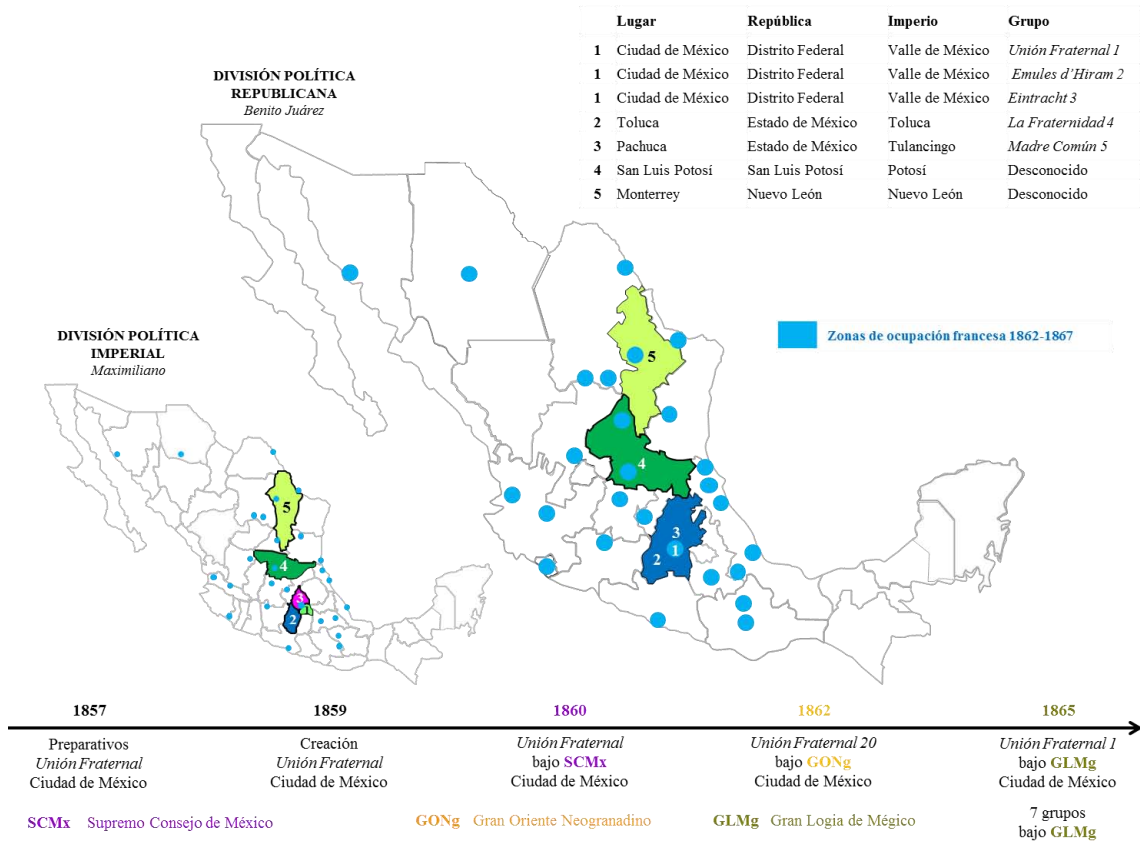 Lugar República Imperio Grupo
1 Ciudad de México Distrito Federal Valle de México Unión Fraternal 1
1 Ciudad de México Distrito Federal Valle de México Emules d’Hiram 2
1 Ciudad de México Distrito Federal Valle de México Eintracht 3
2 Toluca Estado de México Toluca La Fraternidad 4
3 Pachuca Estado de México Tulancingo Madre Común 5
4 San Luis Potosí San Luis Potosí Potosí Desconocido
5 Monterrey Nuevo León Nuevo León Desconocido
DIVISIÓN POLÍTICA
REPUBLICANA
Benito Juárez
DIVISIÓN POLÍTICA
IMPERIAL
Maximiliano
Zonas de ocupación francesa 1862-1867
5
4
3
1
2
5
4
3
2
1857 1859 1860 1862 1865
Preparativos
Unión Fraternal
Ciudad de México
Creación
Unión Fraternal
Ciudad de México
Unión Fraternal
bajo SCMx
Ciudad de México
Unión Fraternal 20
bajo GONg
Ciudad de México
Unión Fraternal 1
bajo GLMg
Ciudad de México
7 grupos
bajo GLMg
SCMx Supremo Consejo de México
GONg Gran Oriente Neogranadino
GLMg Gran Logia de Mégico